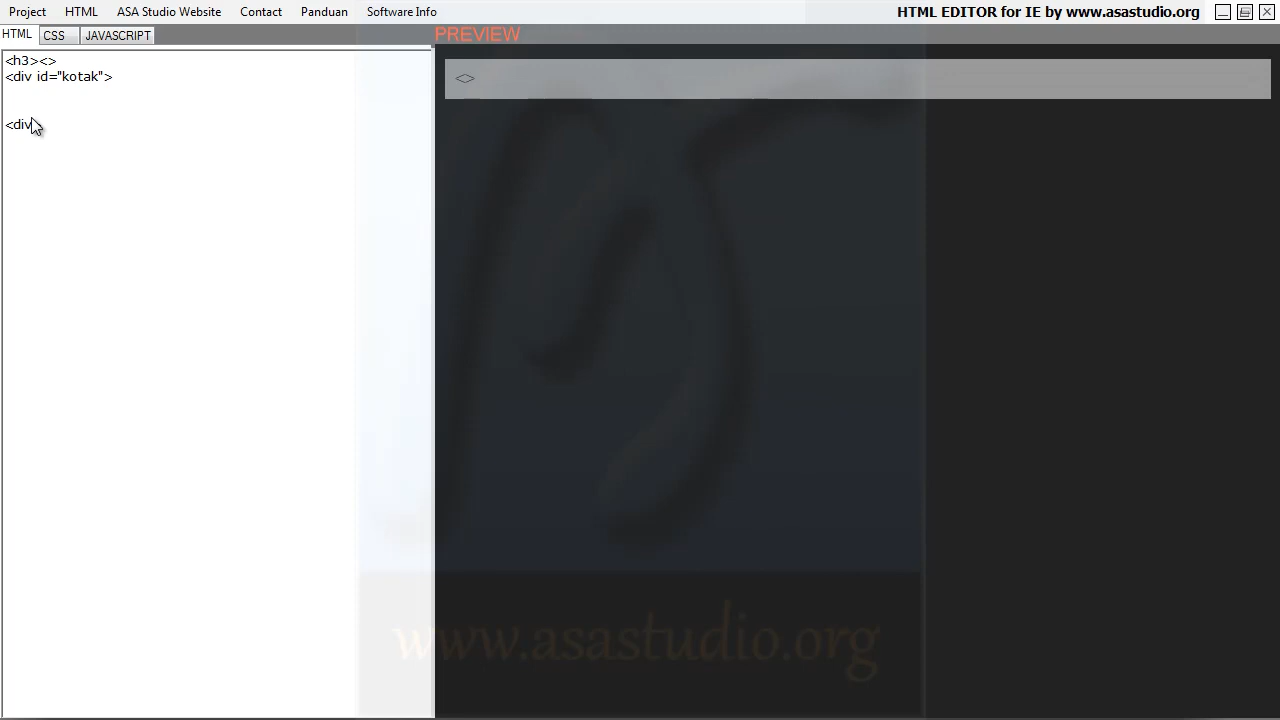 Project HTML ASA Studio Website Contact Panduan Software Info HTML EDITOR for IE by www.asastudio.org
HTML CSS JAVASCRIPT PREVIEW
<h3><>
<div id="kotak">
<div
<>
www.asastudio.org